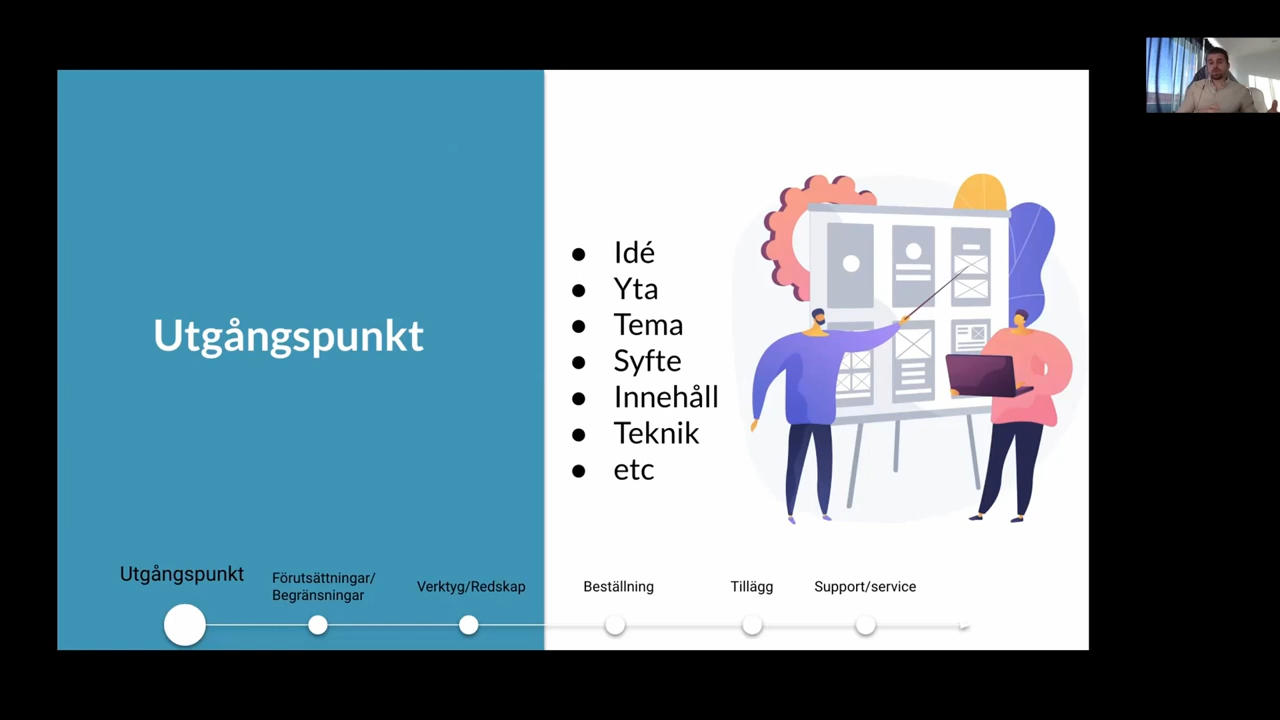 Utgångspunkt
● Idé
● Yta
● Tema
● Syfte
● Innehåll
● Teknik
● etc
Utgångspunkt
Förutsättningar/
Begränsningar
Verktyg/Redskap
Beställning
Tillägg
Support/service